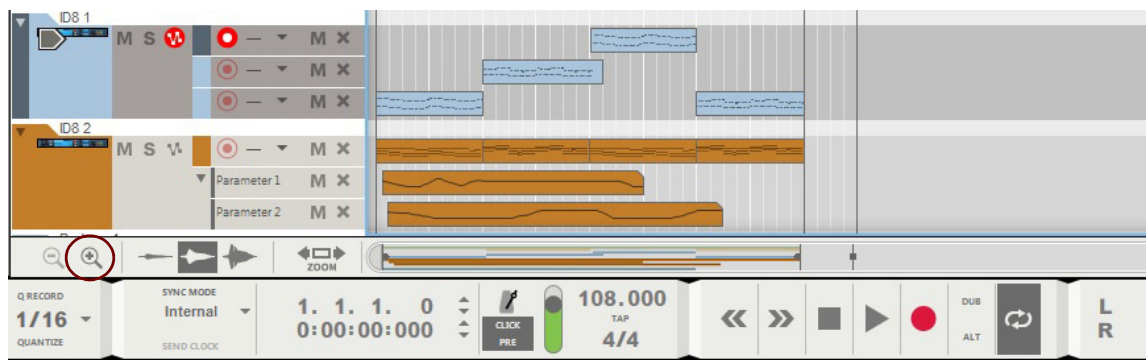 ID8 1
M S — M ×
— M ×
— M ×
ID8 2
M S — M ×
Parameter 1 M ×
Parameter 2 M ×
ZOOM
Q RECORD
1/16
QUANTIZE
SYNC MODE
Internal
SEND CLOCK
1. 1. 1. 0
0:00:00:000
CLICK
PRE
108.000
TAP
4/4
DUB
ALT
L
R